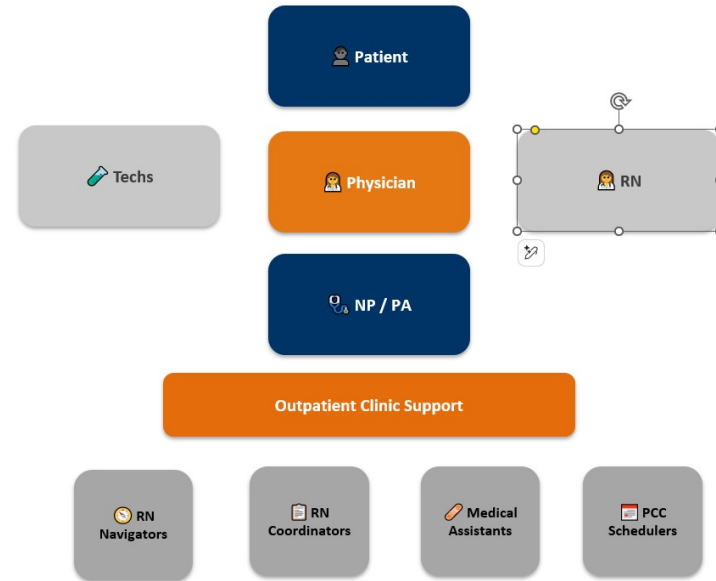 Patient
Techs
Physician
RN
NP / PA
Outpatient Clinic Support
RN
Navigators
RN
Coordinators
Medical
Assistants
PCC
Schedulers